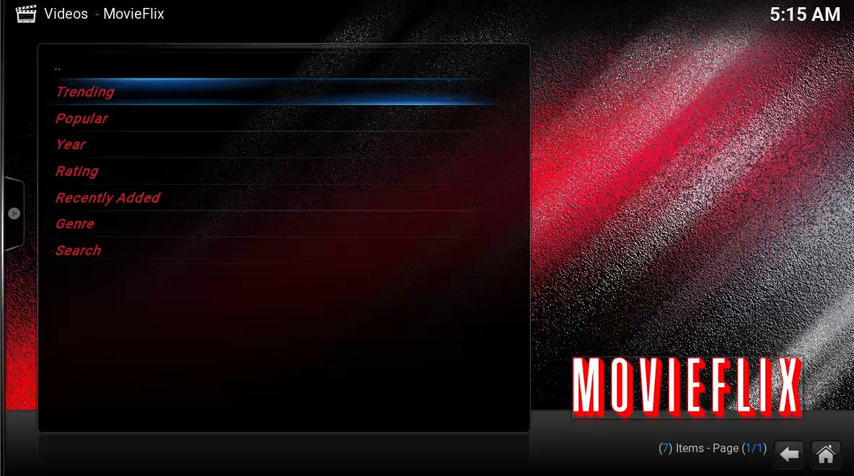 Videos - MovieFlix
5:15 AM
..
Trending
Popular
Year
Rating
Recently Added
Genre
Search
MOVIEFLIX
(7) Items - Page (1/1)